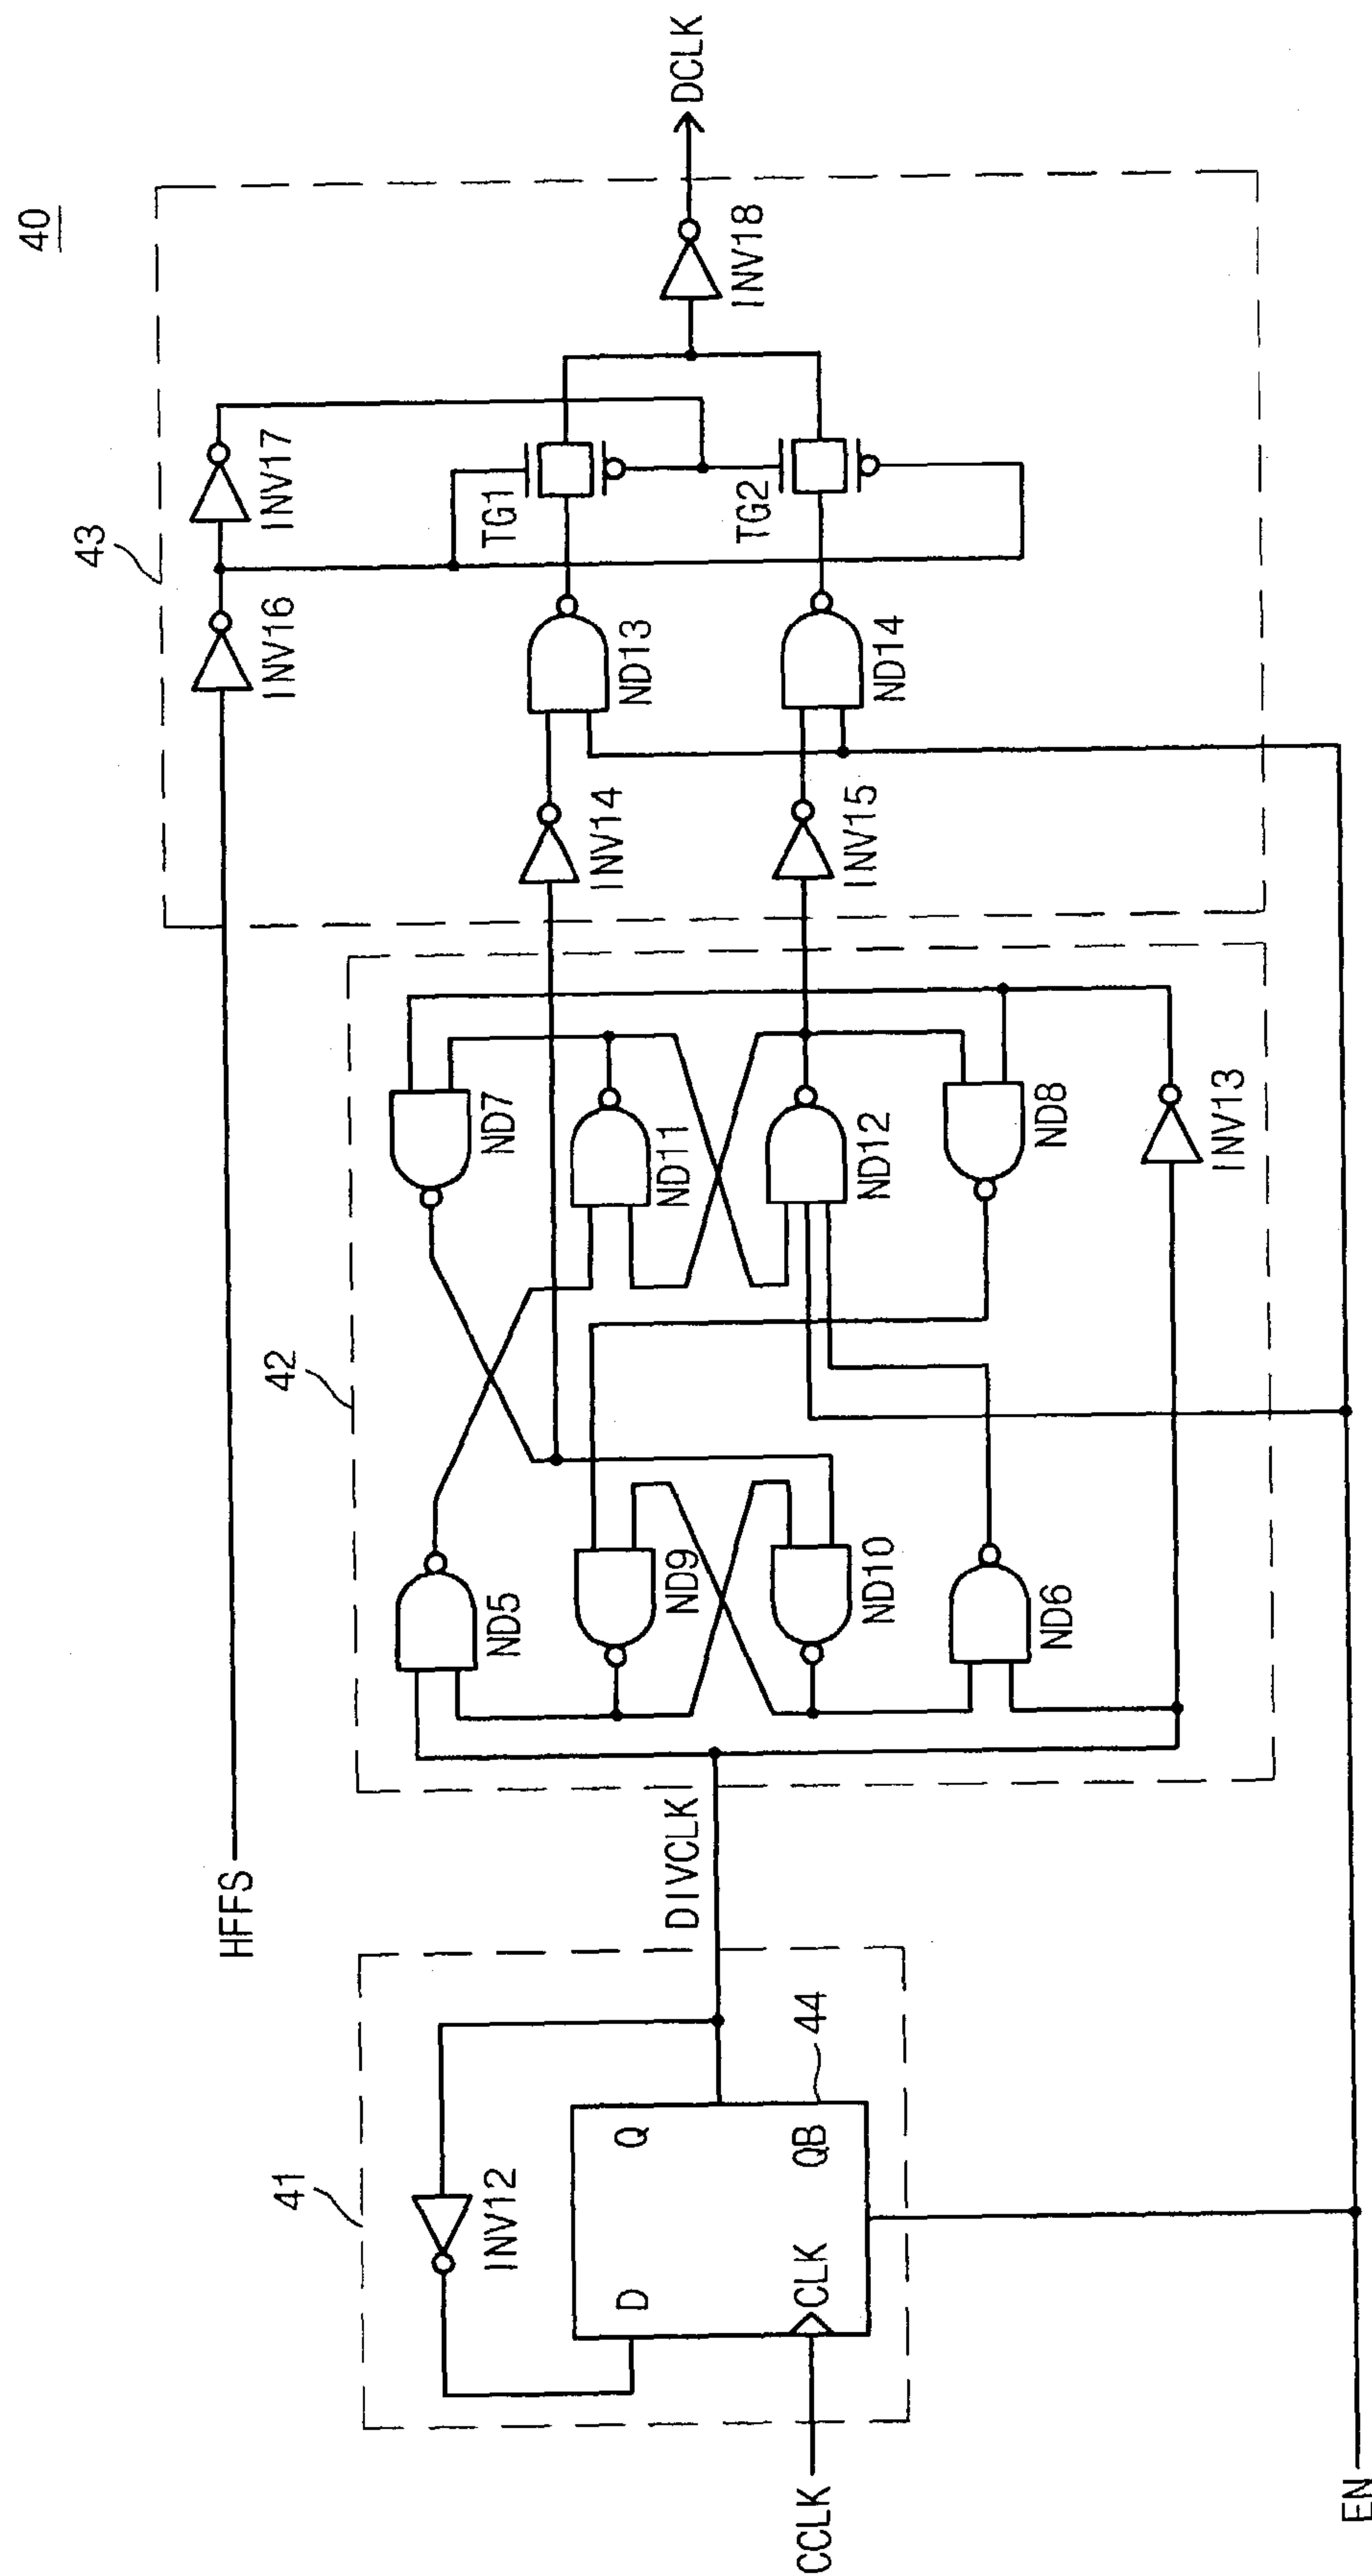 40
43
INV16
INV17
TG1
TG2
INV18
DCLK
INV14
ND13
INV15
ND14
HFFS
42
ND5
ND7
ND9
ND11
ND10
ND12
ND6
ND8
INV13
DIVCLK
41
INV12
D
Q
CLK
QB
44
CCLK
EN